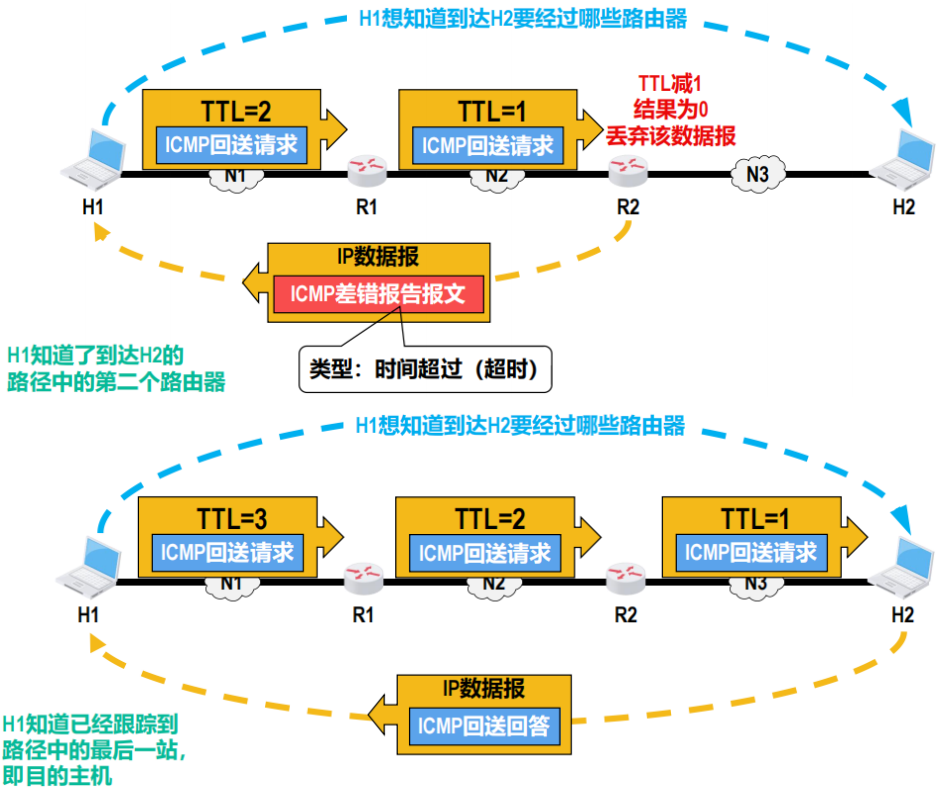 H1想知道到达H2要经过哪些路由器
TTL=2
ICMP回送请求
TTL=1
ICMP回送请求
TTL减1
结果为0
丢弃该数据报
N1
N2
N3
H1
R1
R2
H2
IP数据报
ICMP差错报告报文
类型：时间超过（超时）
H1知道了到达H2的
路径中的第二个路由器
H1想知道到达H2要经过哪些路由器
TTL=3
ICMP回送请求
TTL=2
ICMP回送请求
TTL=1
ICMP回送请求
N1
N2
N3
H1
R1
R2
H2
IP数据报
ICMP回送回答
H1知道已经跟踪到
路径中的最后一站，
即目的主机